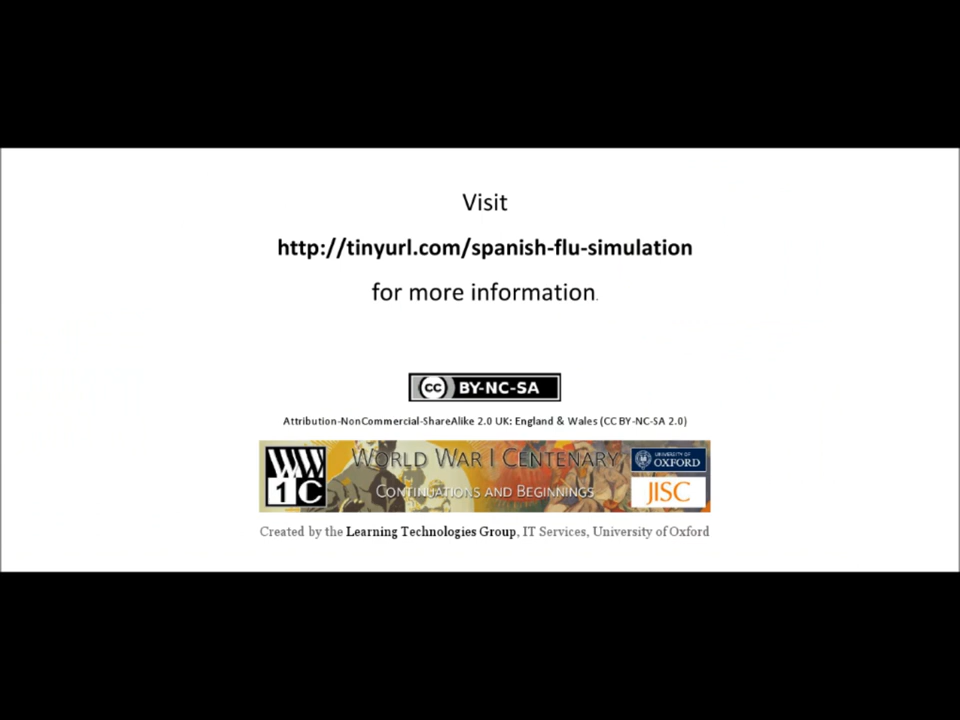 Visit
http://tinyurl.com/spanish-flu-simulation
for more information.
cc BY-NC-SA
Attribution-NonCommercial-ShareAlike 2.0 UK: England & Wales (CC BY-NC-SA 2.0)
WW1C
WORLD WAR I CENTENARY
CONTINUATIONS AND BEGINNINGS
UNIVERSITY OF OXFORD
JISC
Created by the Learning Technologies Group, IT Services, University of Oxford